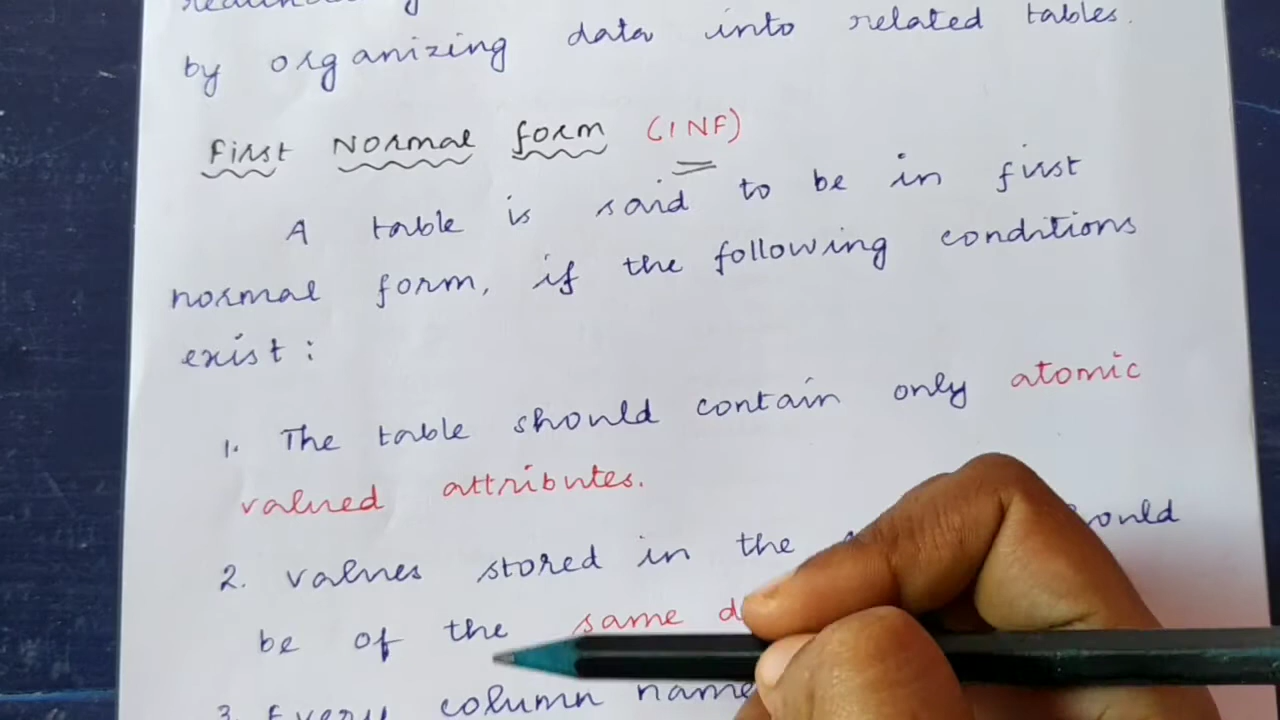 by organizing data into related tables.
First Normal form (1NF)
A table is said to be in first
normal form, if the following conditions
exist:
1. The table should contain only atomic
valued attributes.
2. values stored in the
be of the same
3. Every column name